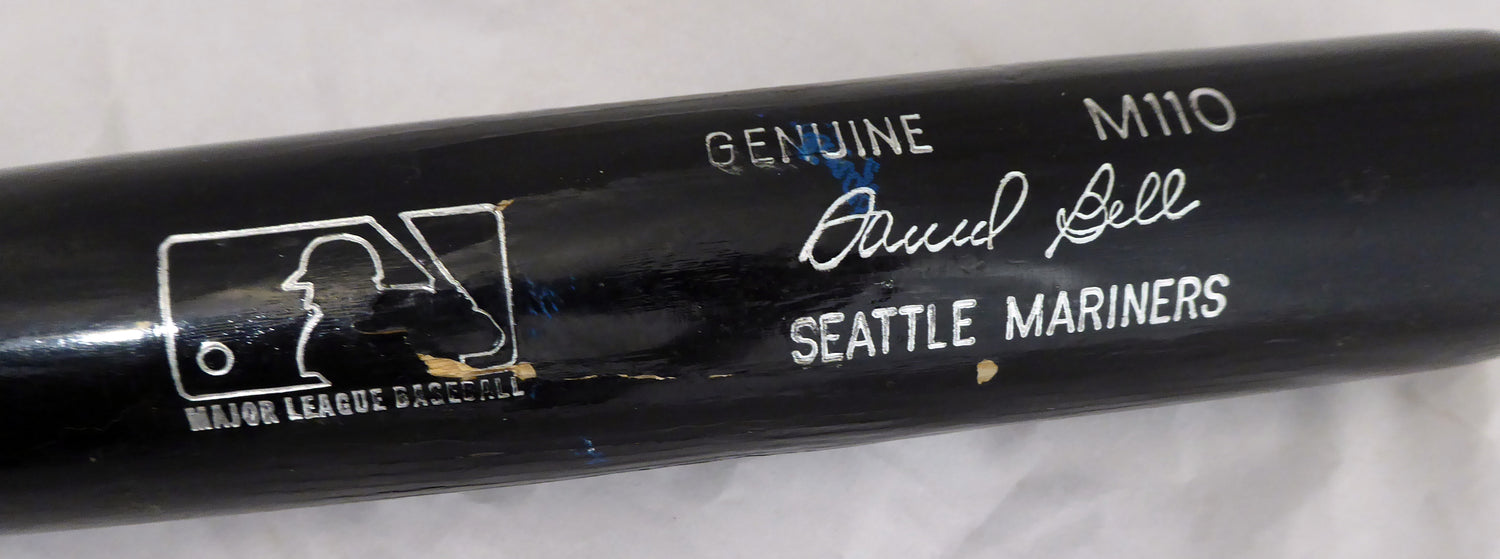 GENUINE M110
David Bell
SEATTLE MARINERS
MAJOR LEAGUE BASEBALL